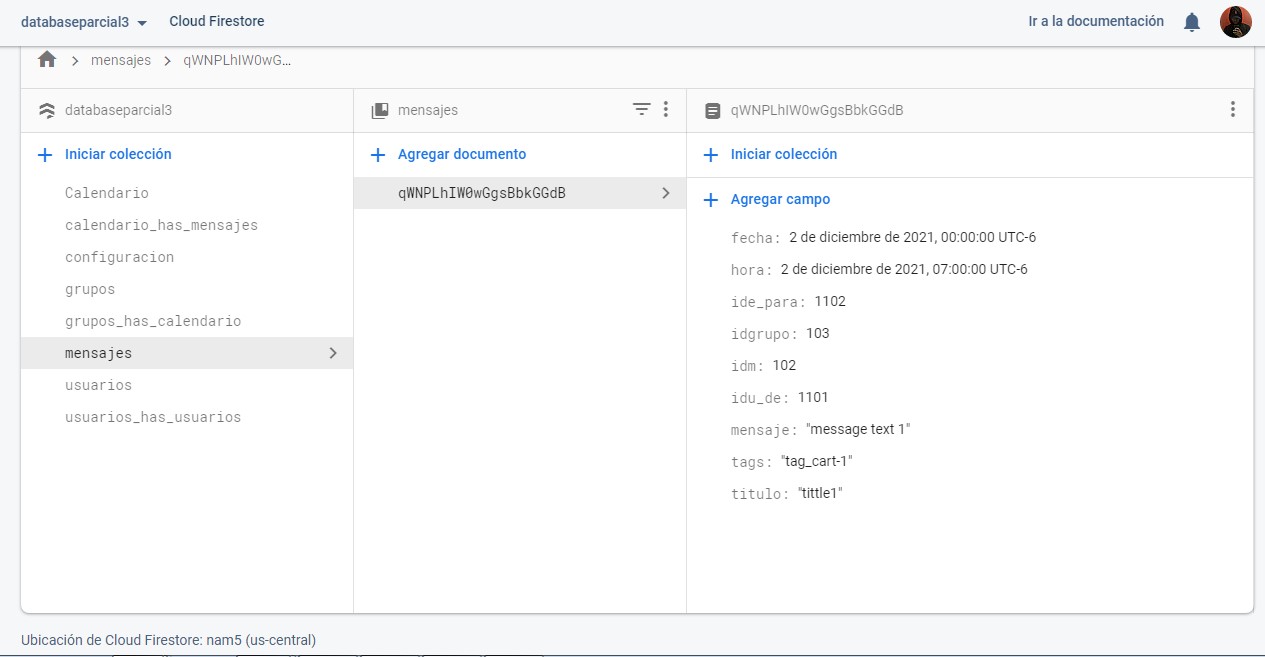 databaseparcial3 Cloud Firestore Ir a la documentación
mensajes qWNPLhIW0wG...
databaseparcial3 mensajes qWNPLhIW0wGgsBbkGGdB
Iniciar colección Agregar documento Iniciar colección
Calendario qWNPLhIW0wGgsBbkGGdB Agregar campo
calendario_has_mensajes fecha: 2 de diciembre de 2021, 00:00:00 UTC-6
configuracion hora: 2 de diciembre de 2021, 07:00:00 UTC-6
grupos ide_para: 1102
grupos_has_calendario idgrupo: 103
mensajes idm: 102
usuarios idu_de: 1101
usuarios_has_usuarios mensaje: "message text 1"
tags: "tag_cart-1"
titulo: "tittle1"
Ubicación de Cloud Firestore: nam5 (us-central)